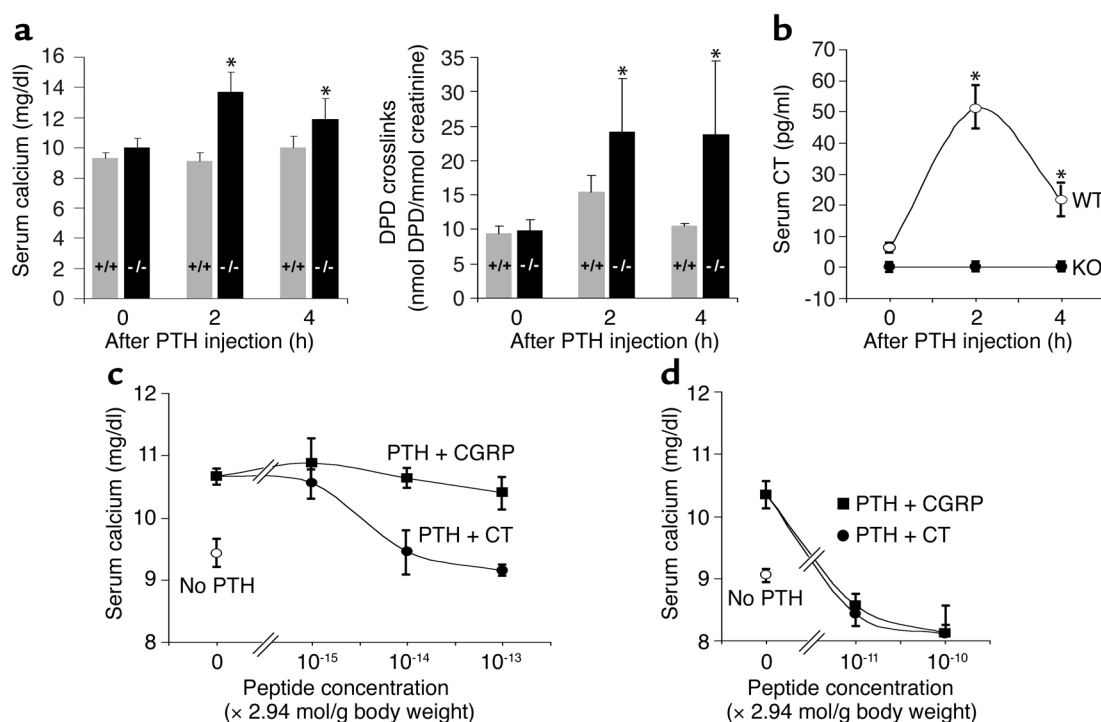 a
Serum calcium (mg/dl)
16
14
12
10
8
6
4
2
0
*
*
+/+
-/-
+/+
-/-
+/+
-/-
0
2
4
After PTH injection (h)
DPD crosslinks
(nmol DPD/mmol creatinine)
35
30
25
20
15
10
5
0
*
*
+/+
-/-
+/+
-/-
+/+
-/-
0
2
4
After PTH injection (h)
b
Serum CT (pg/ml)
70
60
50
40
30
20
10
0
-10
*
*
WT
KO
0
2
4
After PTH injection (h)
c
Serum calcium (mg/dl)
12
11
10
9
8
PTH + CGRP
PTH + CT
No PTH
0
10⁻¹⁵
10⁻¹⁴
10⁻¹³
Peptide concentration
(× 2.94 mol/g body weight)
d
Serum calcium (mg/dl)
12
11
10
9
8
PTH + CGRP
PTH + CT
No PTH
0
10⁻¹¹
10⁻¹⁰
Peptide concentration
(× 2.94 mol/g body weight)